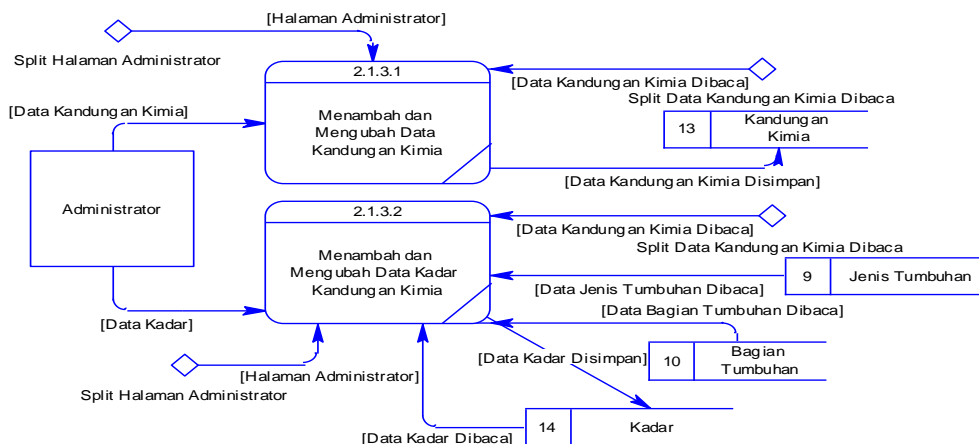 [Halaman Administrator]
Split Halaman Administrator
2.1.3.1
Menambah dan
Mengubah Data
Kandungan Kimia
[Data Kandungan Kimia Dibaca]
Split Data Kandungan Kimia Dibaca
13
Kandungan
Kimia
[Data Kandungan Kimia]
[Data Kandungan Kimia Disimpan]
Administrator
2.1.3.2
Menambah dan
Mengubah Data Kadar
Kandungan Kimia
[Data Kandungan Kimia Dibaca]
Split Data Kandungan Kimia Dibaca
9
Jenis Tumbuhan
[Data Jenis Tumbuhan Dibaca]
[Data Bagian Tumbuhan Dibaca]
[Data Kadar]
10
Bagian
Tumbuhan
[Data Kadar Disimpan]
[Halaman Administrator]
Split Halaman Administrator
14
Kadar
[Data Kadar Dibaca]